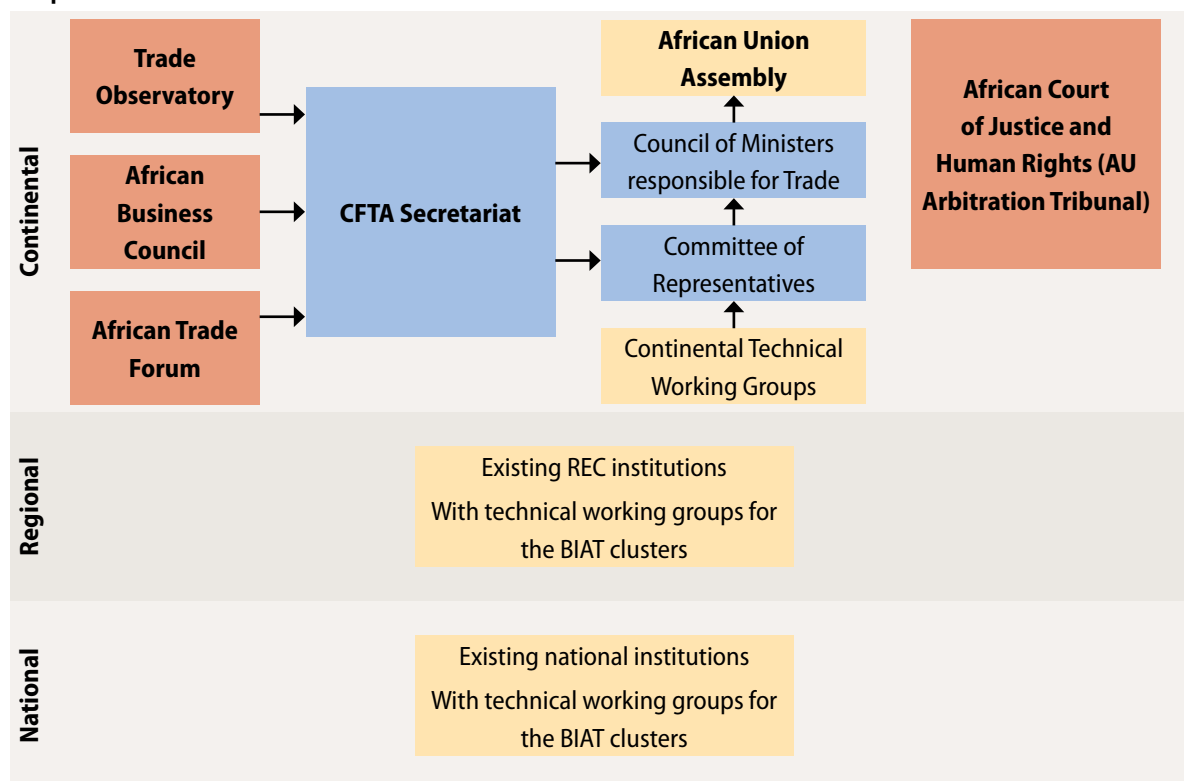 Continental
Trade
Observatory
African
Business
Council
African Trade
Forum
CFTA Secretariat
African Union
Assembly
Council of Ministers
responsible for Trade
Committee of
Representatives
Continental Technical
Working Groups
African Court
of Justice and
Human Rights (AU
Arbitration Tribunal)
Regional
Existing REC institutions
With technical working groups for
the BIAT clusters
National
Existing national institutions
With technical working groups for
the BIAT clusters